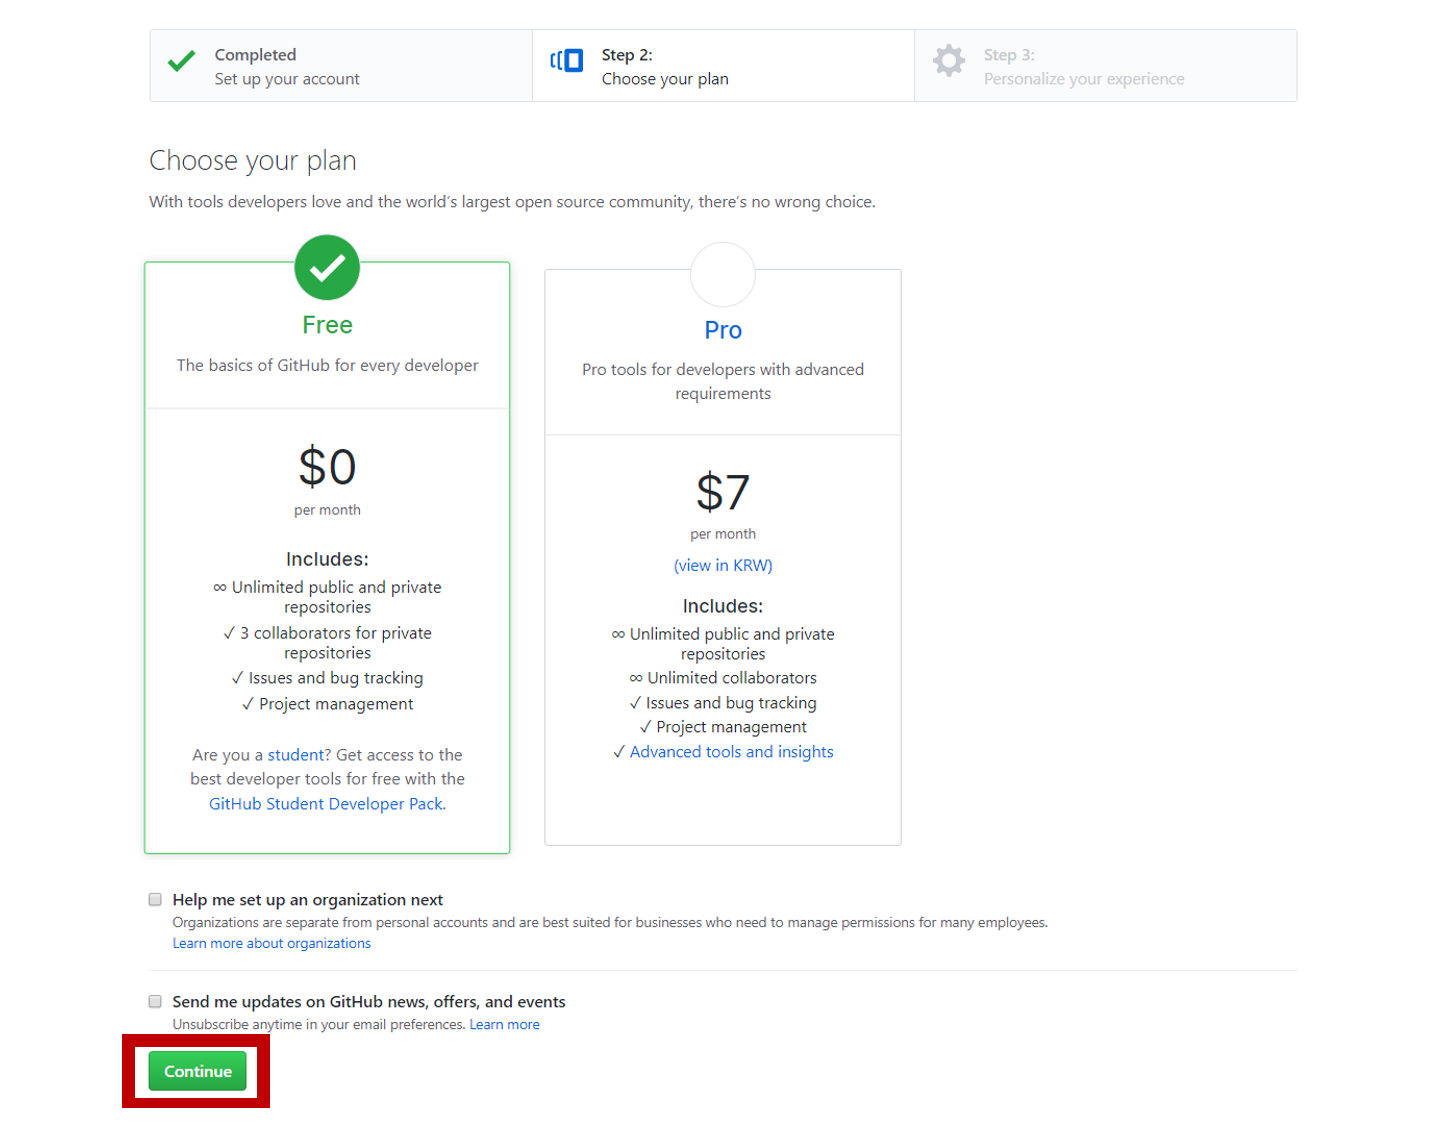 Completed
Set up your account
Step 2:
Choose your plan
Step 3:
Personalize your experience
Choose your plan
With tools developers love and the world's largest open source community, there's no wrong choice.
Free
The basics of GitHub for every developer
$0
per month
Includes:
∞ Unlimited public and private
repositories
✓ 3 collaborators for private
repositories
✓ Issues and bug tracking
✓ Project management
Are you a student? Get access to the
best developer tools for free with the
GitHub Student Developer Pack.
Pro
Pro tools for developers with advanced
requirements
$7
per month
(view in KRW)
Includes:
∞ Unlimited public and private
repositories
∞ Unlimited collaborators
✓ Issues and bug tracking
✓ Project management
✓ Advanced tools and insights
Help me set up an organization next
Organizations are separate from personal accounts and are best suited for businesses who need to manage permissions for many employees.
Learn more about organizations
Send me updates on GitHub news, offers, and events
Unsubscribe anytime in your email preferences. Learn more
Continue